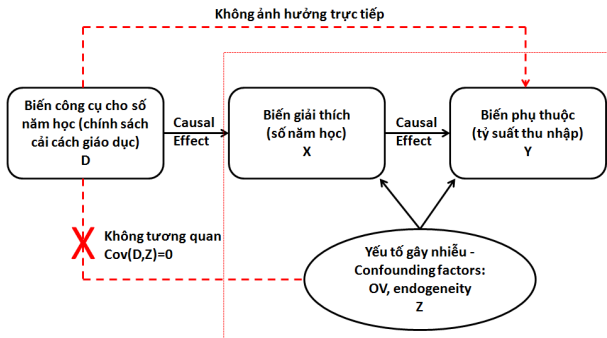 Không ảnh hưởng trực tiếp
Biến công cụ cho số
năm học (chính sách
cải cách giáo dục)
D
Causal
Effect
Biến giải thích
(số năm học)
X
Causal
Effect
Biến phụ thuộc
(tỷ suất thu nhập)
Y
X
Không tương quan
Cov(D,Z)=0
Yếu tố gây nhiễu -
Confounding factors:
OV, endogeneity
Z